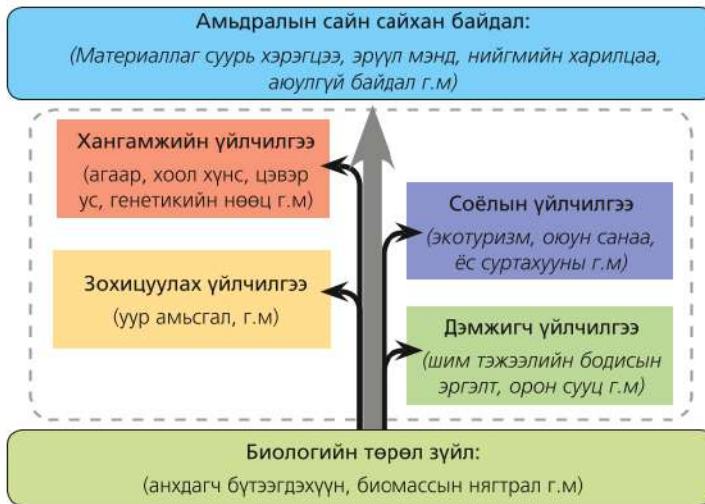 Амьдралын сайн сайхан байдал:
(Материаллаг суурь хэрэгцээ, эрүүл мэнд, нийгмийн харилцаа,
аюулгүй байдал г.м)
Хангамжийн үйлчилгээ
(агаар, хоол хүнс, цэвэр
ус, генетикийн нөөц г.м)
Соёлын үйлчилгээ
(экотуризм, оюун санаа,
ёс суртахууны г.м)
Зохицуулах үйлчилгээ
(уур амьсгал, г.м)
Дэмжигч үйлчилгээ
(шим тэжээлийн бодисын
эргэлт, орон сууц г.м)
Биологийн төрөл зүйл:
(анхдагч бүтээгдэхүүн, биомассын нягтрал г.м)